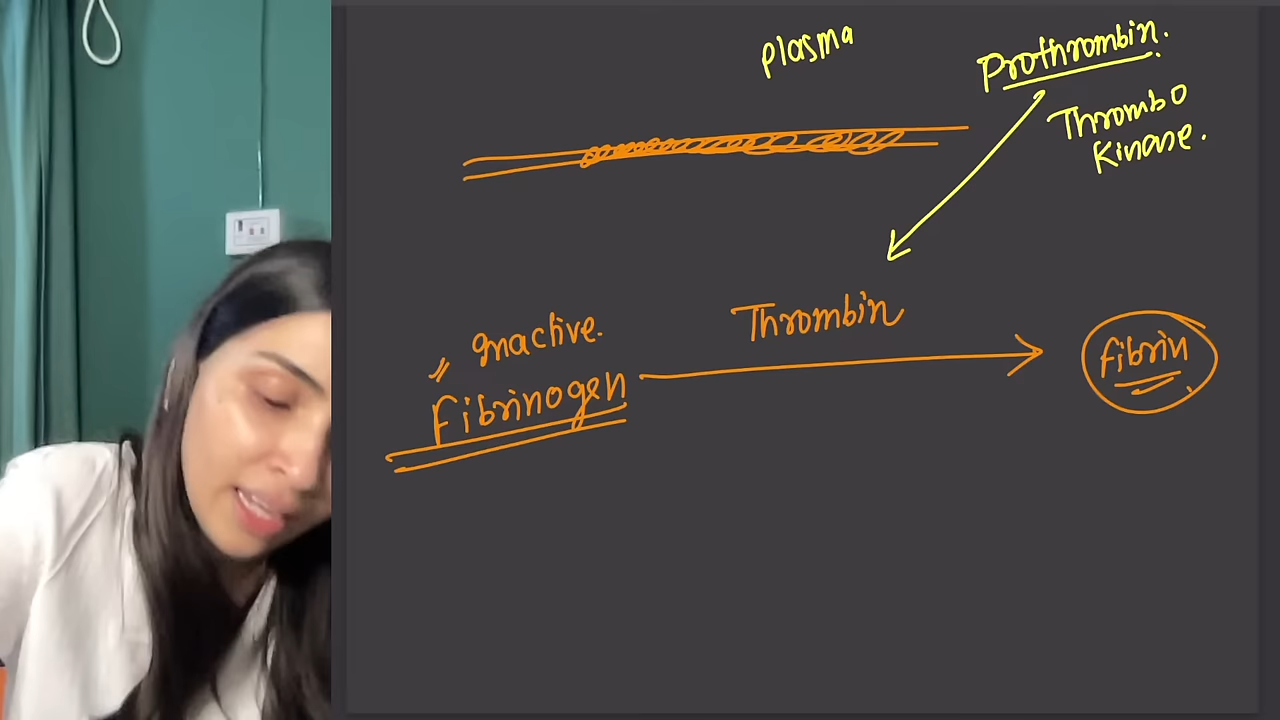 plasma
Prothrombin.
Thrombo
Kinase.
Thrombin
Inactive.
Fibrinogen
fibrin